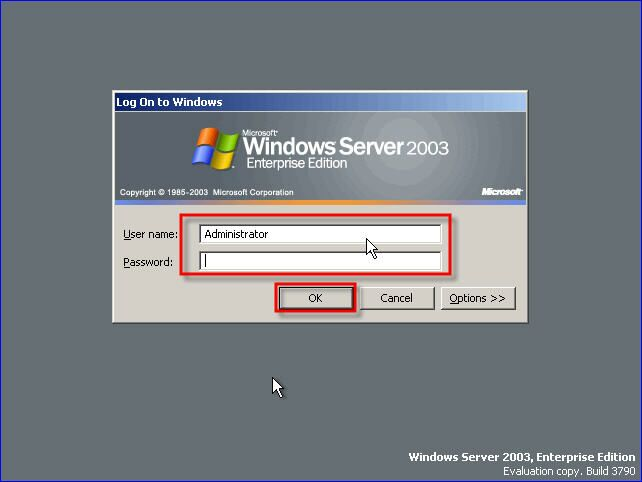 Log On to Windows
Microsoft
Windows Server 2003
Enterprise Edition
Copyright © 1985-2003 Microsoft Corporation
Microsoft
User name:
Administrator
Password:
OK
Cancel
Options >>
Windows Server 2003, Enterprise Edition
Evaluation copy. Build 3790